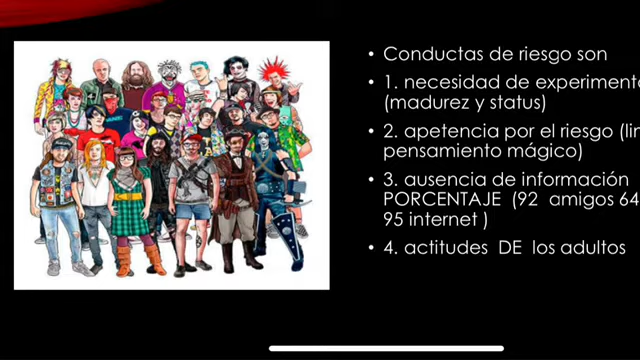 • Conductas de riesgo son
• 1. necesidad de experimento
(madurez y status)
• 2. apetencia por el riesgo (lin
pensamiento mágico)
• 3. ausencia de información
PORCENTAJE (92 amigos 64
95 internet )
• 4. actitudes DE los adultos